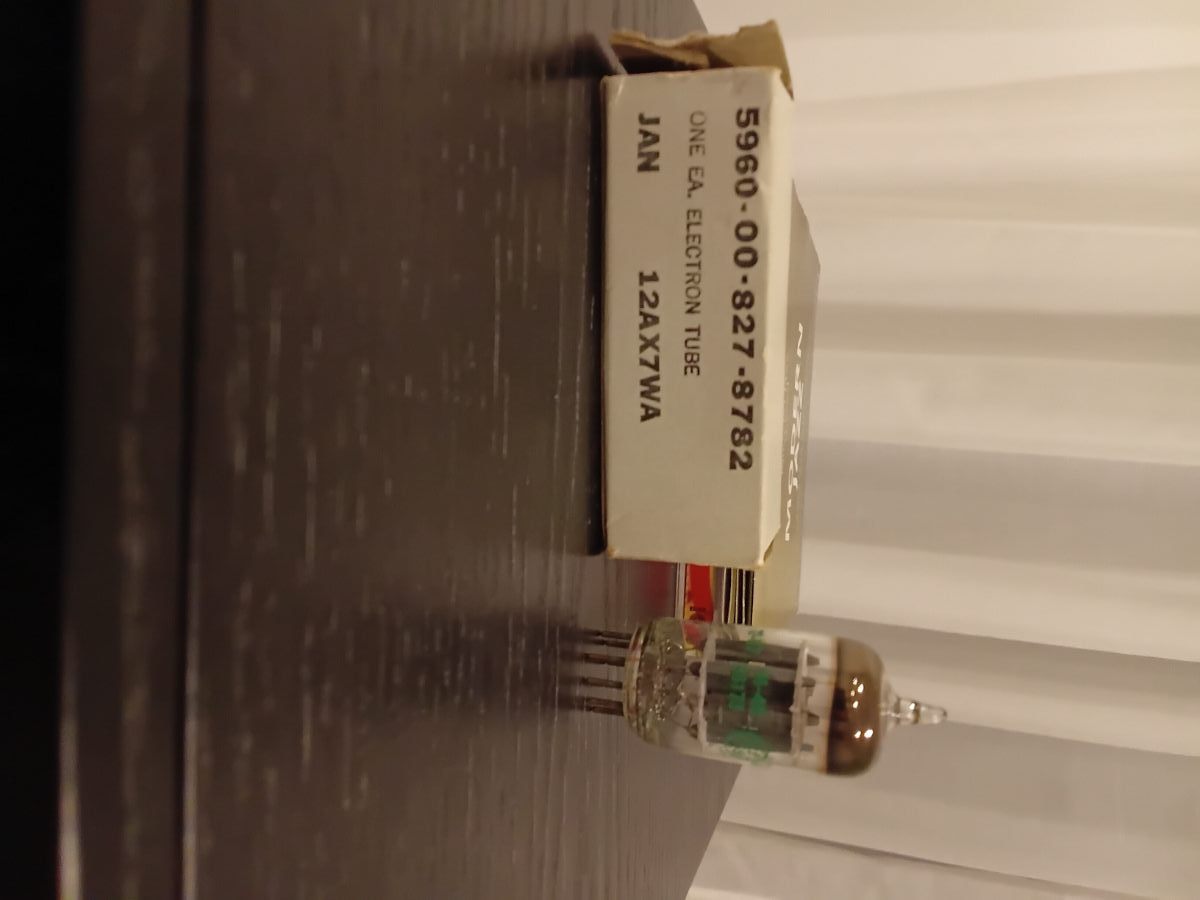 5960-00-827-8782
ONE EA. ELECTRON TUBE
JAN 12AX7WA